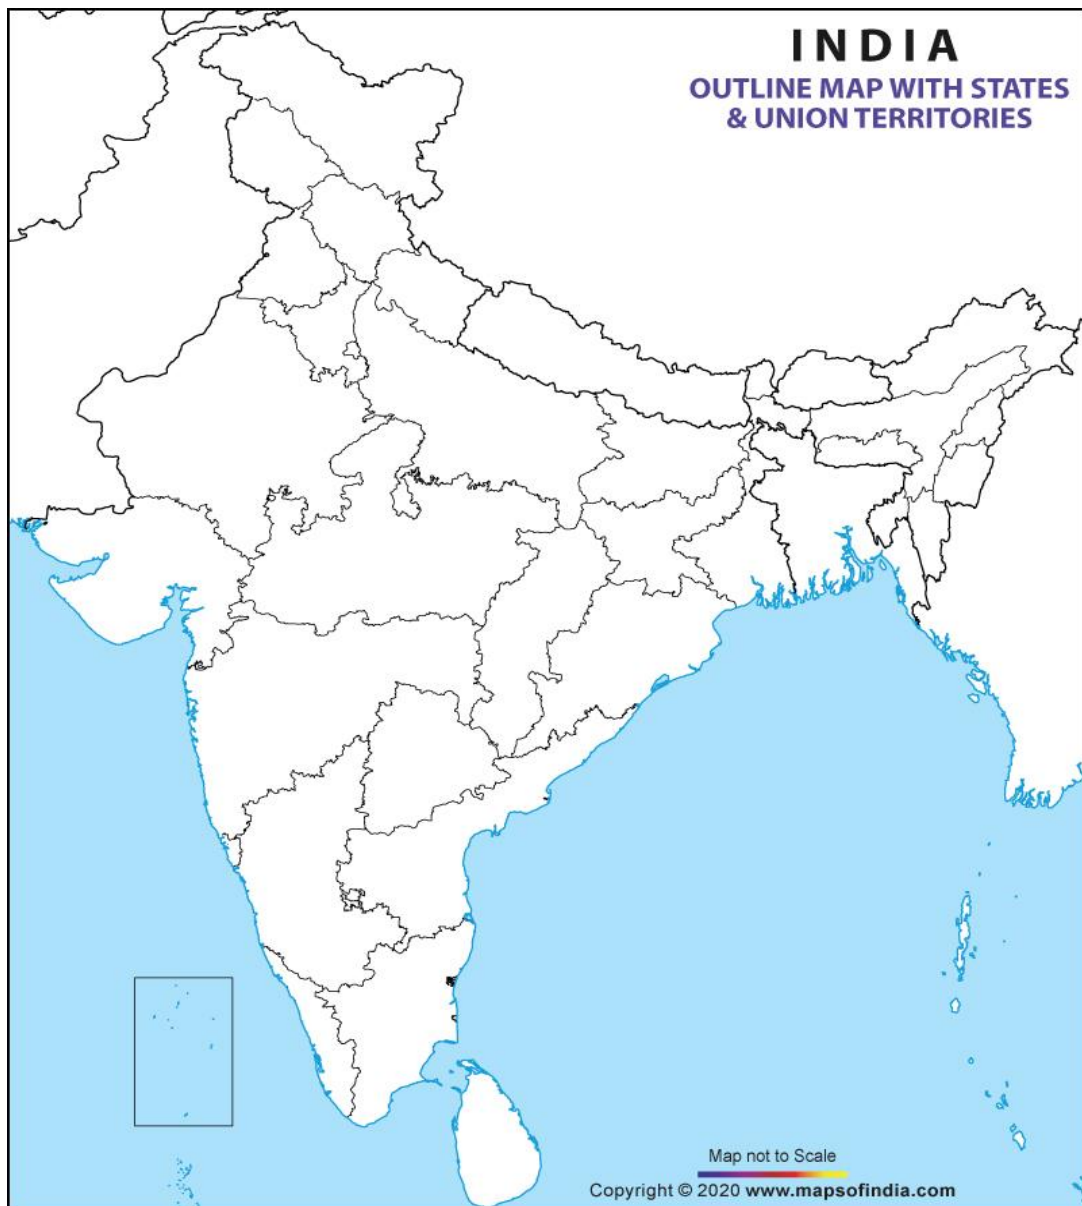 INDIA
OUTLINE MAP WITH STATES
& UNION TERRITORIES
Map not to Scale
Copyright © 2020 www.mapsofindia.com